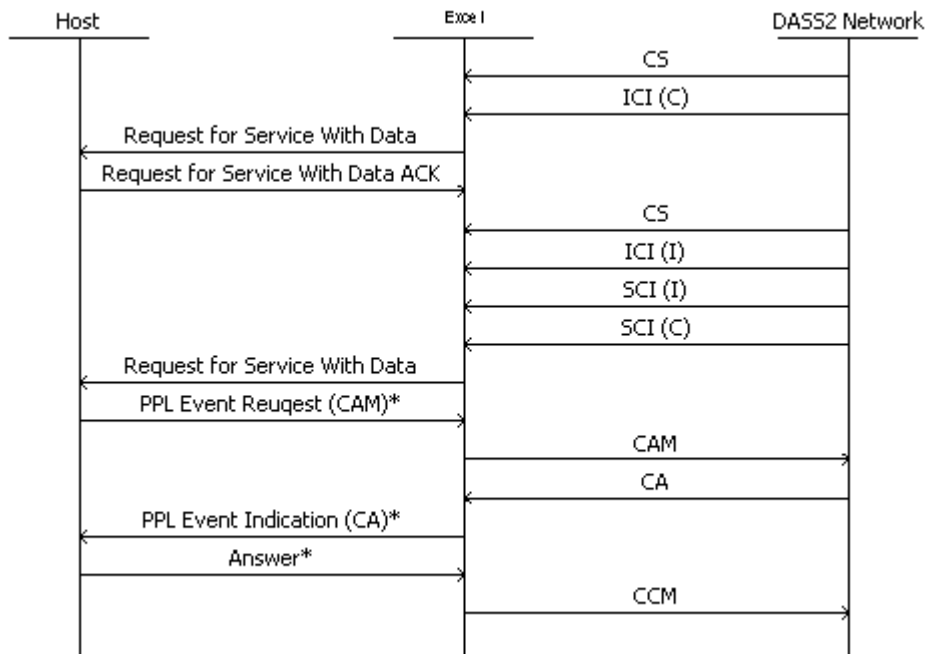 Host Excel DASS2 Network
CS
ICI (C)
Request for Service With Data
Request for Service With Data ACK
CS
ICI (I)
SCI (I)
SCI (C)
Request for Service With Data
PPL Event Reuqest (CAM)*
CAM
CA
PPL Event Indication (CA)*
Answer*
CCM